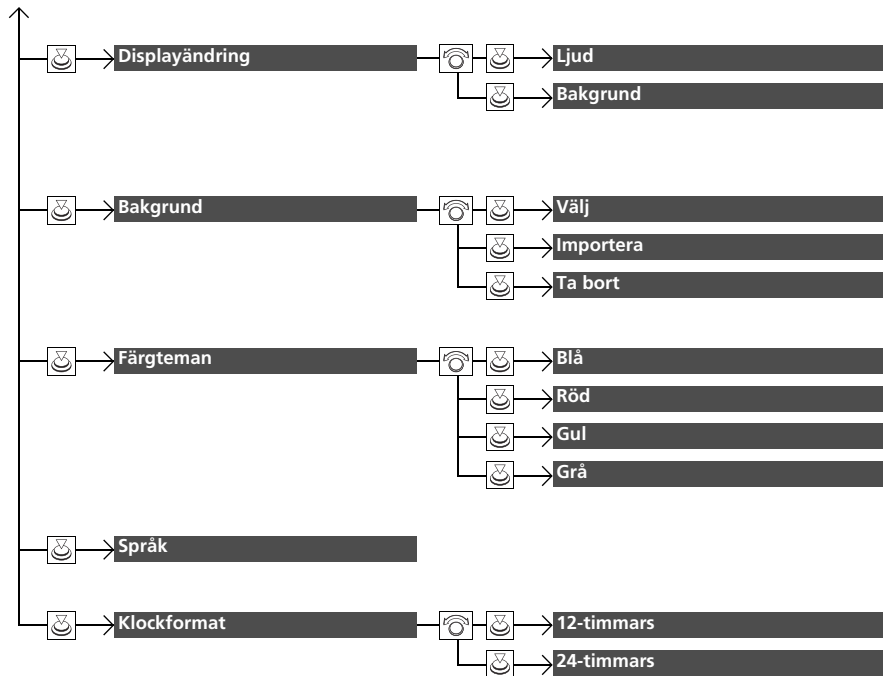 Displayändring
Ljud
Bakgrund
Bakgrund
Välj
Importera
Ta bort
Färgteman
Blå
Röd
Gul
Grå
Språk
Klockformat
12-timmars
24-timmars